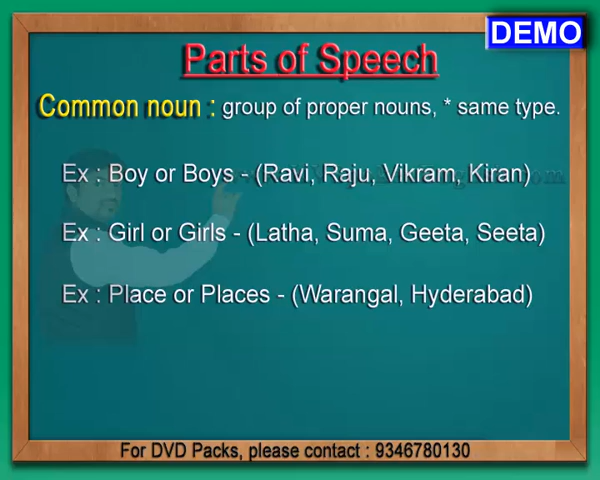 DEMO
Parts of Speech
Common noun : group of proper nouns, * same type.
Ex : Boy or Boys - (Ravi, Raju, Vikram, Kiran)
Ex : Girl or Girls - (Latha, Suma, Geeta, Seeta)
Ex : Place or Places - (Warangal, Hyderabad)
For DVD Packs, please contact : 9346780130